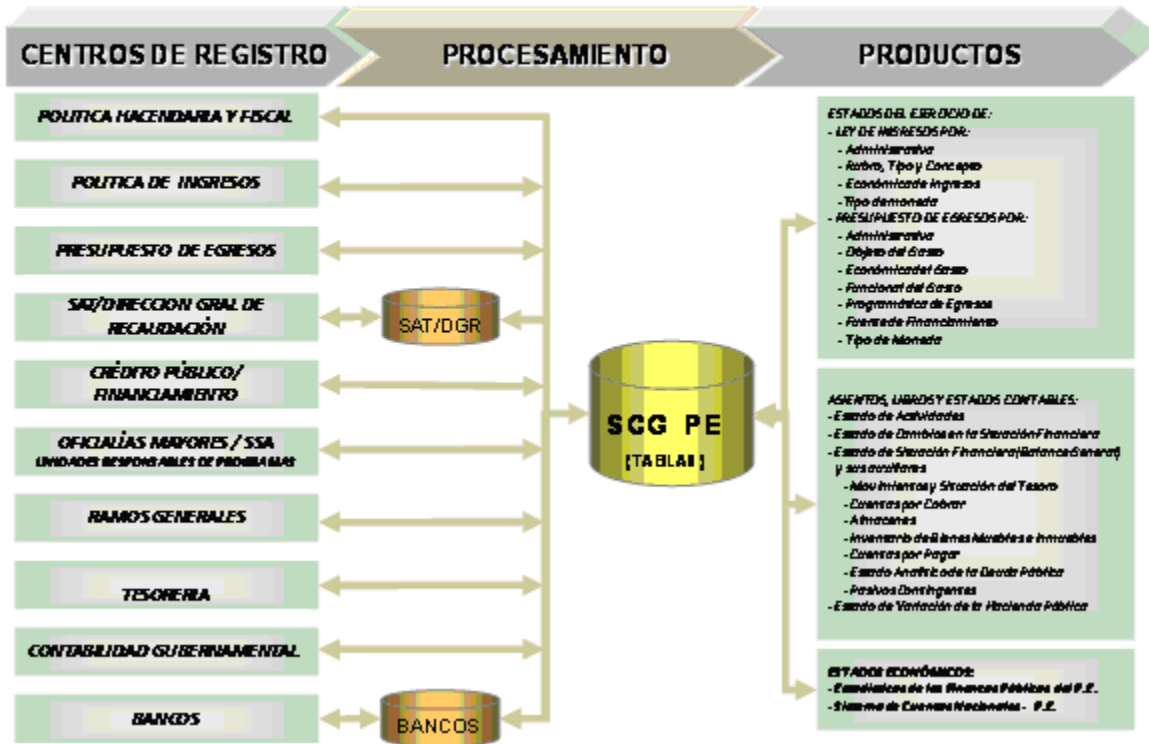 CENTROS DE REGISTRO
PROCESAMIENTO
PRODUCTOS
POLITICA HACENDARIA Y FISCAL
POLITICA DE INGRESOS
PRESUPUESTO DE EGRESOS
SAT/DIRECCION GRAL DE
RECAUDACIÓN
CRÉDITO PÚBLICO/
FINANCIAMIENTO
OFICIALÍAS MAYORES / SSA
UNIDADES RESPONSABLES DE PROGRAMAS
RAMOS GENERALES
TESORERIA
CONTABILIDAD GUBERNAMENTAL
BANCOS
SAT/DGR
BANCOS
SCG PE
(TABLAS)
ESTADOS DEL EJERCICIO DE:
- LEY DE INGRESOS POR:
- Administrativa
- Rubro, Tipo y Concepto
- Económica de Ingresos
- Tipo de moneda
- PRESUPUESTO DE EGRESOS POR:
- Administrativa
- Objeto del Gasto
- Económica del Gasto
- Funcional del Gasto
- Programática de Egresos
- Fuente de Financiamiento
- Tipo de Moneda
ASIENTOS, LIBROS Y ESTADOS CONTABLES:
- Estado de Actividades
- Estado de Cambios en la Situación Financiera
- Estado de Situación Financiera (Balance General)
y sus auxiliares
- Movimientos y Situación del Tesoro
- Cuentas por Cobrar
- Almacenes
- Inventario de Bienes Muebles e Inmuebles
- Cuentas por Pagar
- Estado Analítico de la Deuda Pública
- Pasivos Contingentes
- Estado de Variación de la Hacienda Pública
ESTADOS ECONÓMICOS:
- Estadísticas de las Finanzas Públicas del P.E.
- Sistema de Cuentas Nacionales - P.E.